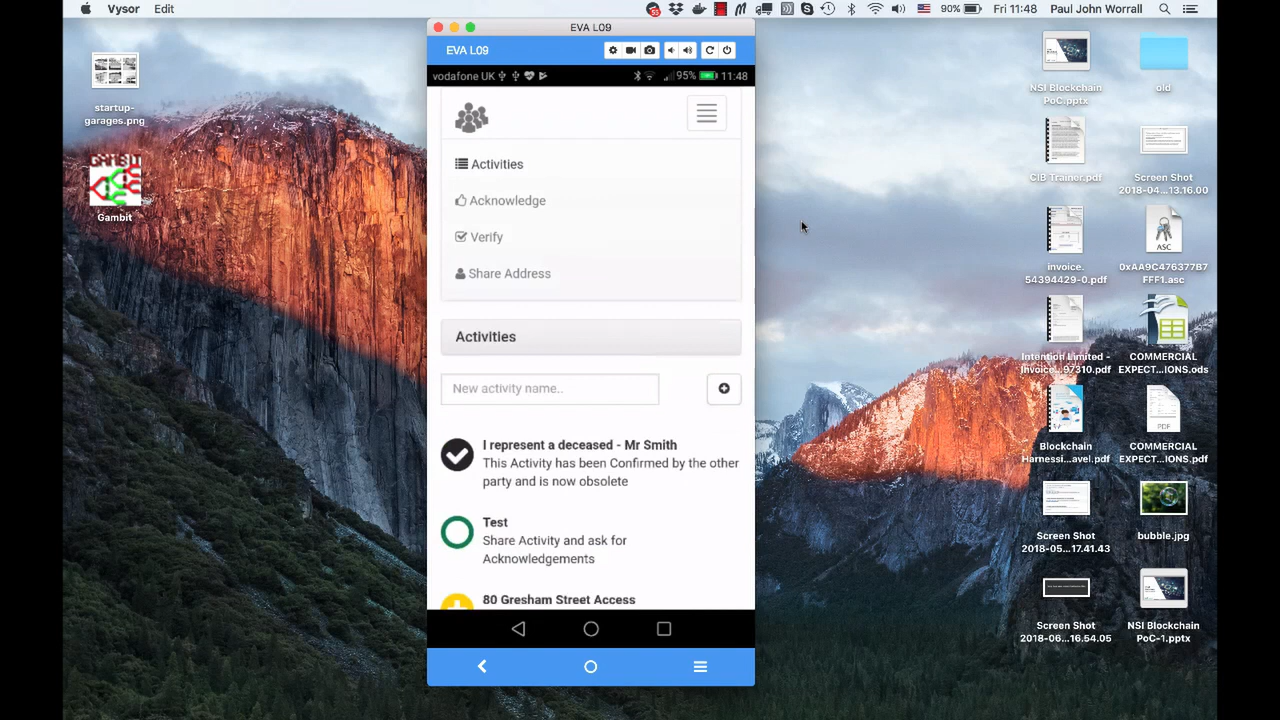 Vysor Edit
90% Fri 11:48 Paul John Worrall
EVA L09
EVA L09
vodafone UK 95% 11:48
Activities
Acknowledge
Verify
Share Address
Activities
New activity name..
I represent a deceased - Mr Smith
This Activity has been Confirmed by the other
party and is now obsolete
Test
Share Activity and ask for
Acknowledgements
80 Gresham Street Access
startup-
garages.png
GAMBIT
Gambit
NSI Blockchain
PoC.pptx
old
CIB Trainer.pdf
Screen Shot
2018-04...13.16.00
invoice.
54394429-0.pdf
ASC
0xAA9C476377B7
FFF1.asc
Intention Limited -
Invoice...97310.pdf
COMMERCIAL
EXPECT...IONS.ods
Blockchain
Harnessi...avel.pdf
PDF
COMMERCIAL
EXPECT...IONS.pdf
Screen Shot
2018-05...17.41.43
bubble.jpg
Screen Shot
2018-06...16.54.05
NSI Blockchain
PoC-1.pptx